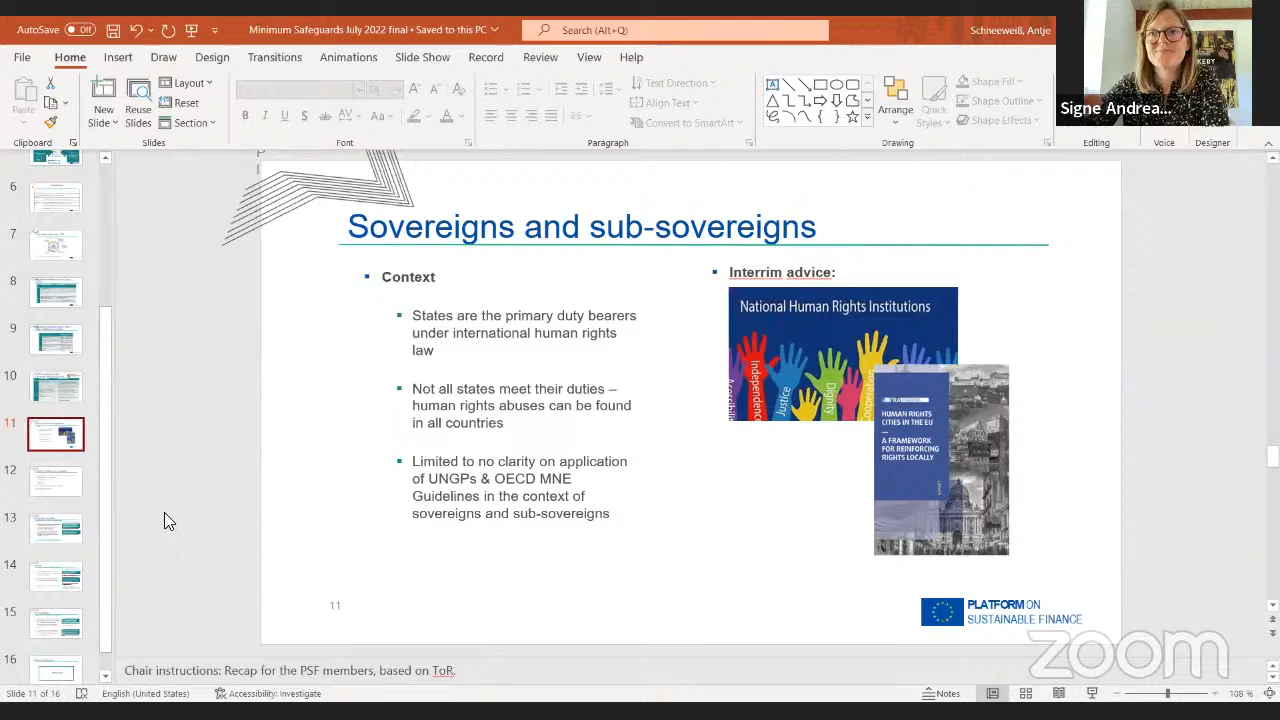 AutoSave Off Minimum Safeguards July 2022 final • Saved to this PC Search (Alt+Q) Schneeweiß, Antje
File Home Insert Draw Design Transitions Animations Slide Show Record Review View Help
KEBY
Signe Andrea...
Paste
New
Slide
Reuse
Slides
Layout
Reset
Section
16
Text Direction
Align Text
Convert to SmartArt
Arrange
Quick
Styles
Shape Fill
Shape Outline
Shape Effects
Clipboard Slides Font Paragraph Drawing Editing Voice Designer
6
7
8
10
11
12
13
14
15
16
Sovereigns and sub-sovereigns
Context
States are the primary duty bearers
under international human rights
law
Not all states meet their duties –
human rights abuses can be found
in all countries
Limited to no clarity on application
of UNGPs & OECD MNE
Guidelines in the context of
sovereigns and sub-sovereigns
Interrim advice:
National Human Rights Institutions
Independence
Dignity
HUMAN RIGHTS
CITIES IN THE EU
—
A FRAMEWORK
FOR REINFORCING
RIGHTS LOCALLY
11
PLATFORM ON
SUSTAINABLE FINANCE
zoom
Chair instructions: Recap for the PSF members, based on ToR.
Slide 11 of 16 English (United States) Accessibility: Investigate Notes 108 %